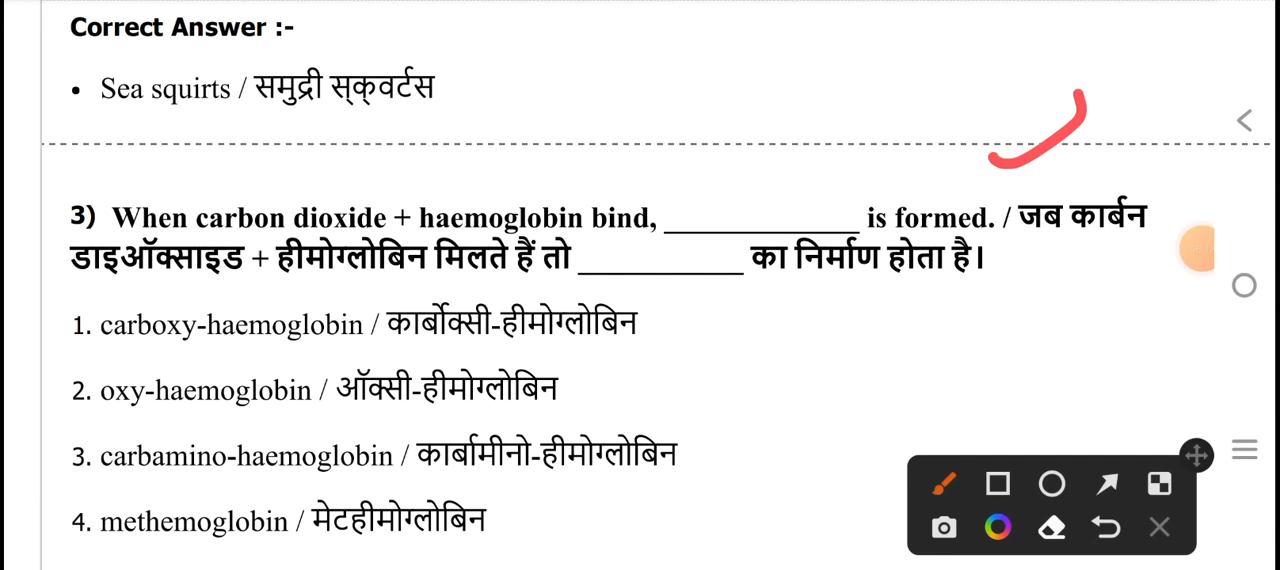 Correct Answer :-
• Sea squirts / समुद्री स्क्वर्टस
3) When carbon dioxide + haemoglobin bind, _____________ is formed. / जब कार्बन
डाइऑक्साइड + हीमोग्लोबिन मिलते हैं तो ___________ का निर्माण होता है।
1. carboxy-haemoglobin / कार्बोक्सी-हीमोग्लोबिन
2. oxy-haemoglobin / ऑक्सी-हीमोग्लोबिन
3. carbamino-haemoglobin / कार्बामीनो-हीमोग्लोबिन
4. methemoglobin / मेटहीमोग्लोबिन